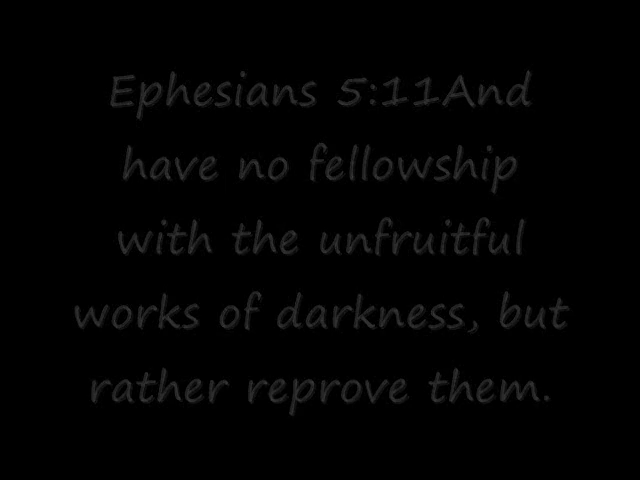 Ephesians 5:11And
have no fellowship
with the unfruitful
works of darkness, but
rather reprove them.